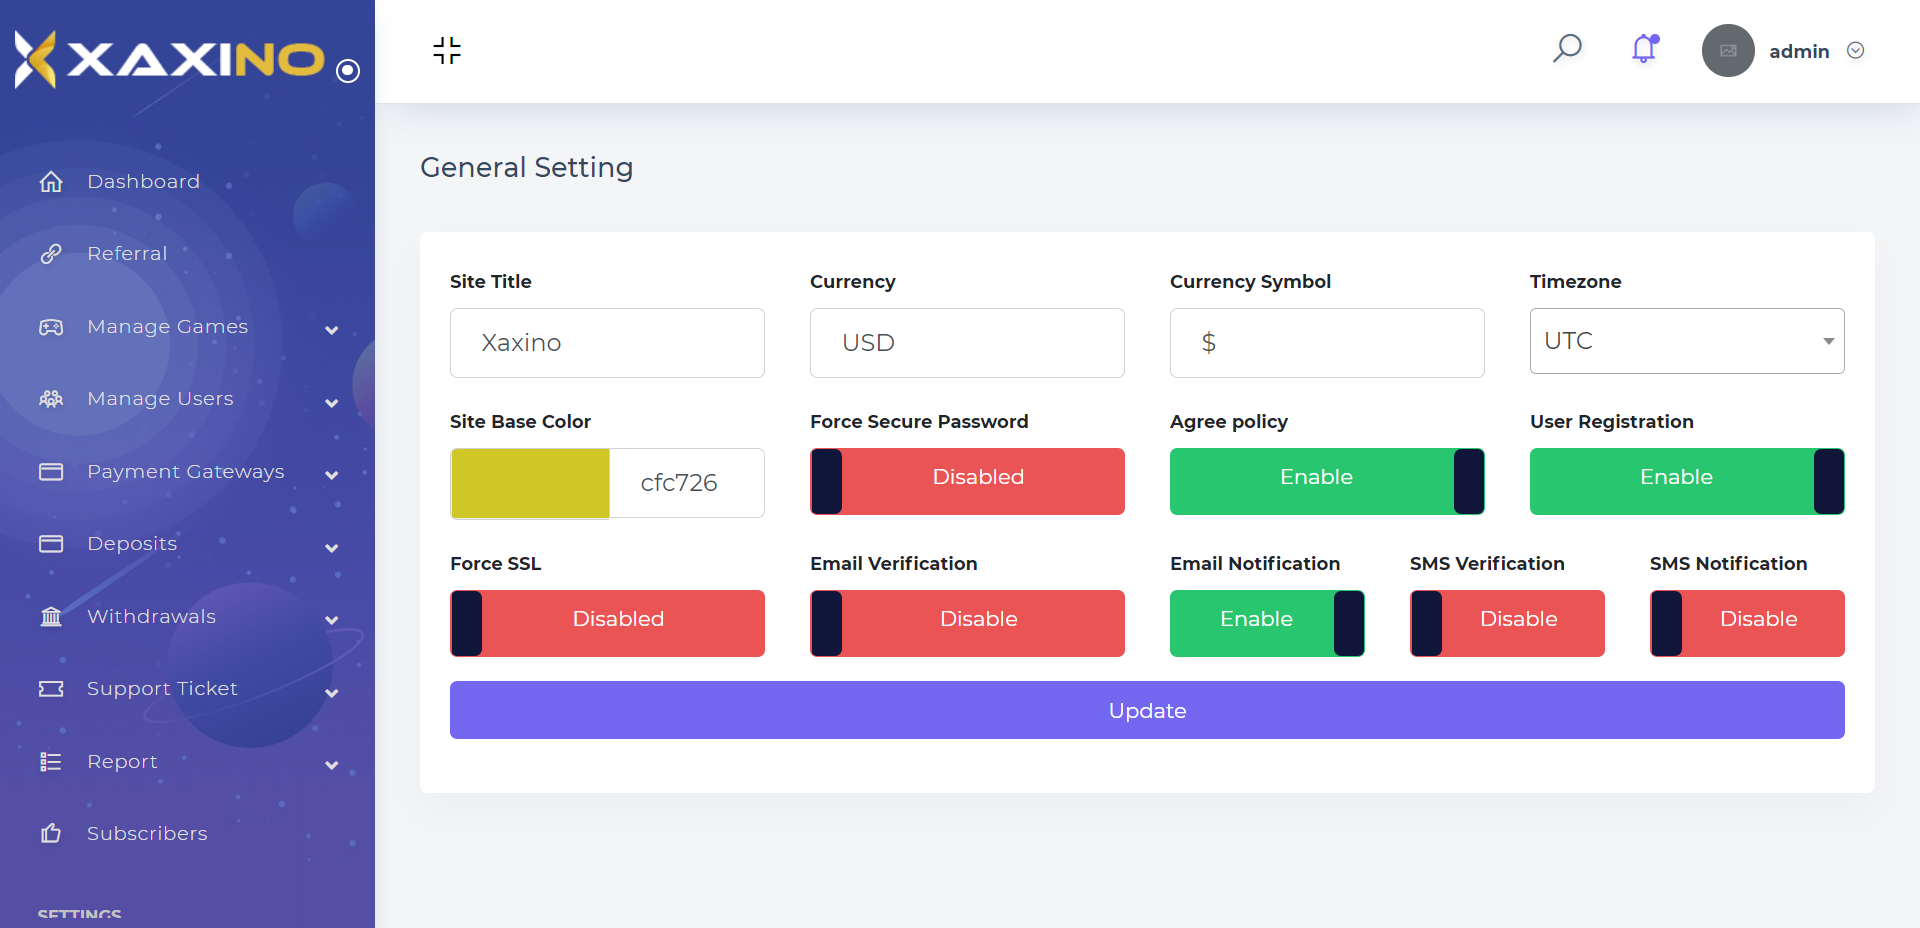 XAXINO
admin
Dashboard
Referral
Manage Games
Manage Users
Payment Gateways
Deposits
Withdrawals
Support Ticket
Report
Subscribers
SETTINGS
General Setting
Site Title
Currency
Currency Symbol
Timezone
Xaxino
USD
$
UTC
Site Base Color
Force Secure Password
Agree policy
User Registration
cfc726
Disabled
Enable
Enable
Force SSL
Email Verification
Email Notification
SMS Verification
SMS Notification
Disabled
Disable
Enable
Disable
Disable
Update